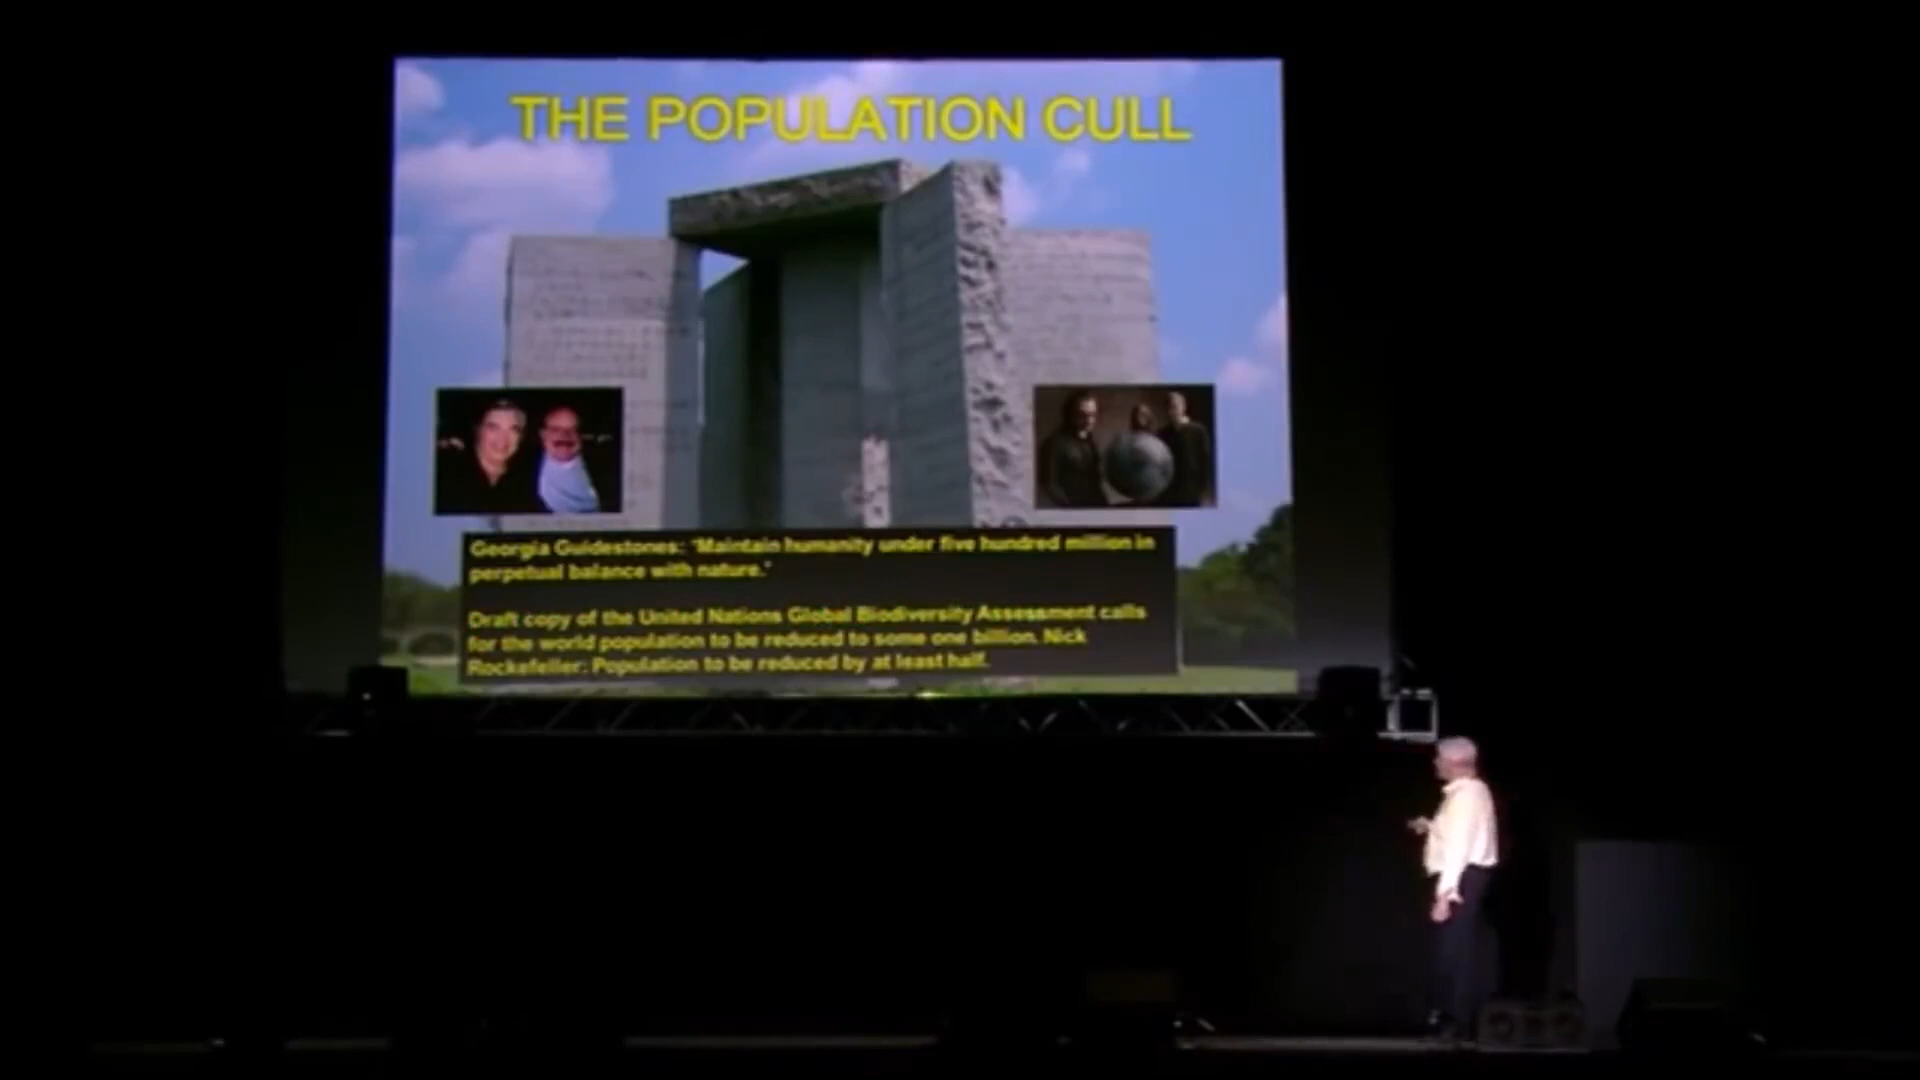 THE POPULATION CULL
Georgia Guidestones: "Maintain humanity under five hundred million in
perpetual balance with nature."
Draft copy of the United Nations Global Biodiversity Assessment calls
for the world population to be reduced to some one billion. Nick
Rockefeller: Population to be reduced by at least half.